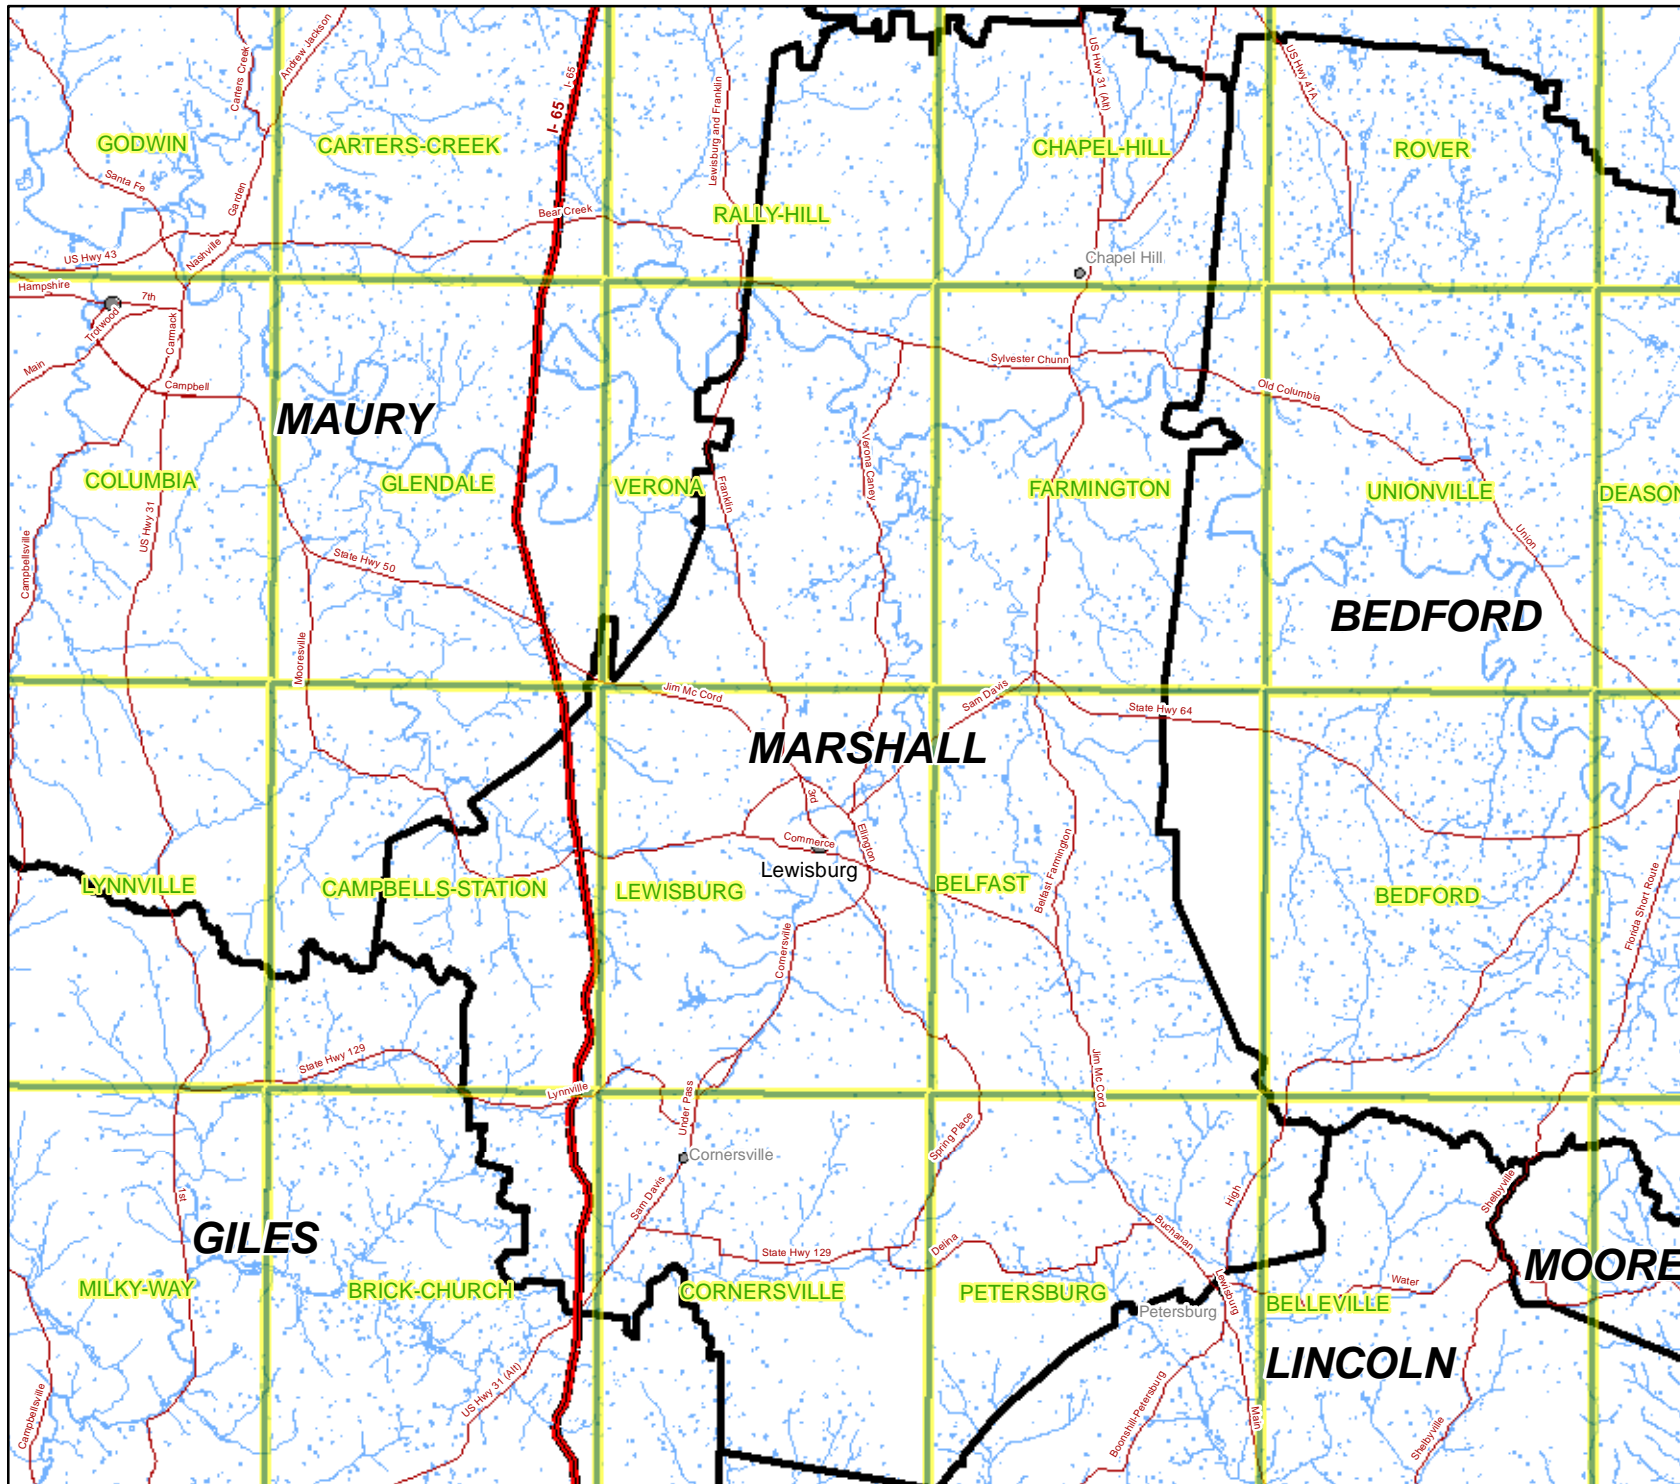 Carters Creek
Andrew Jackson
I- 65
I- 65
Lewisburg and Franklin
US Hwy 31 (Alt)
US Hwy 41A
GODWIN
CARTERS-CREEK
CHAPEL-HILL
ROVER
Santa Fe
Garden
Bear Creek
RALLY-HILL
US Hwy 43
Nashville
Chapel Hill
Hampshire
7th
Trotwood
Carmack
Main
Campbell
Sylvester Chunn
Old Columbia
MAURY
Verona Caney
COLUMBIA
GLENDALE
VERONA
Franklin
FARMINGTON
UNIONVILLE
DEASON
US Hwy 31
Campbellsville
State Hwy 50
Union
BEDFORD
Mooresville
Jim Mc Cord
Sam Davis
State Hwy 64
MARSHALL
3rd
Commerce
Ellington
Lewisburg
Belfast Farmington
LYNNVILLE
CAMPBELLS-STATION
LEWISBURG
BELFAST
BEDFORD
Florida Short Route
Cornersville
State Hwy 129
Lynnville
Under Pass
Jim Mc Cord
Spring Place
Cornersville
Sam Davis
1st
High
Shelbyville
GILES
State Hwy 129
Delina
Buchanan
MOORE
MILKY-WAY
BRICK-CHURCH
CORNERSVILLE
PETERSBURG
Lewisburg
Water
BELLEVILLE
Petersburg
LINCOLN
US Hwy 31 (Alt)
Campbellsville
Boonshill-Petersburg
Main
Shelbyville